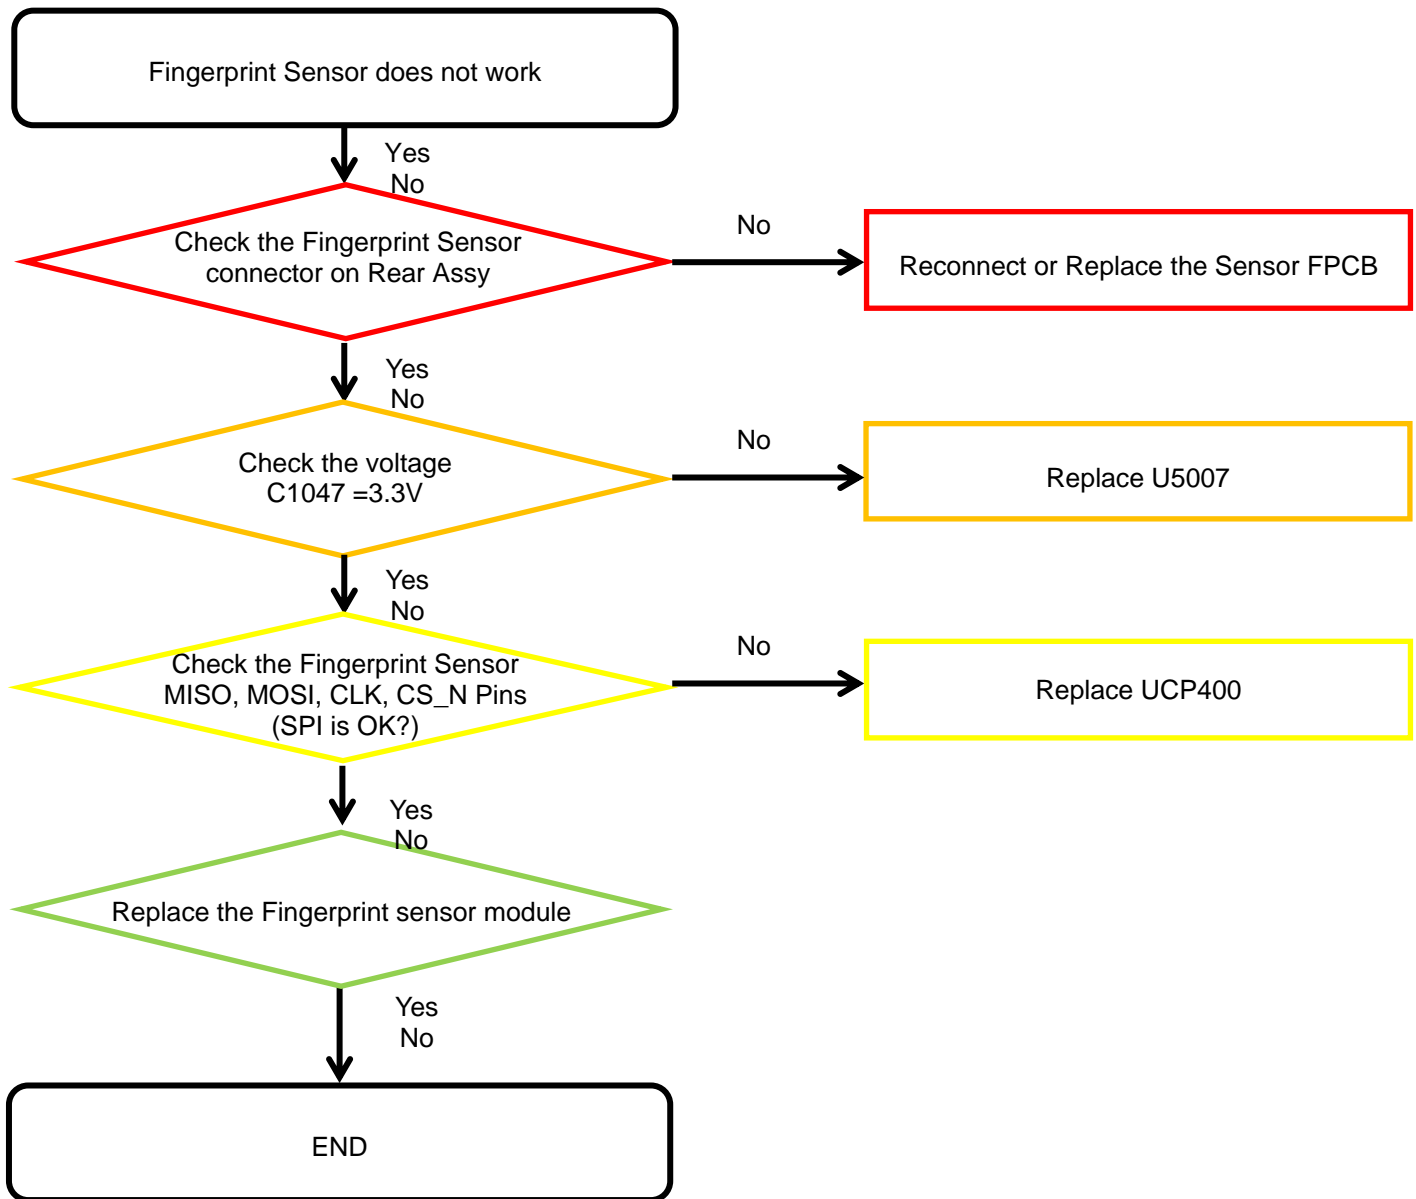 Fingerprint Sensor does not work
Yes
No
Check the Fingerprint Sensor
connector on Rear Assy
No
Reconnect or Replace the Sensor FPCB
Yes
No
Check the voltage
C1047 =3.3V
No
Replace U5007
Yes
No
Check the Fingerprint Sensor
MISO, MOSI, CLK, CS_N Pins
(SPI is OK?)
No
Replace UCP400
Yes
No
Replace the Fingerprint sensor module
Yes
No
END